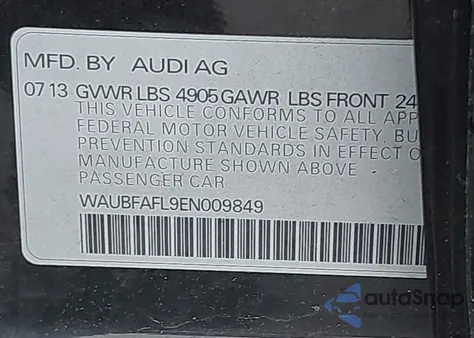 MFD. BY AUDI AG
07 13 GVWR LBS 4905 GAWR LBS FRONT 24
THIS VEHICLE CONFORMS TO ALL APP
FEDERAL MOTOR VEHICLE SAFETY, BU
PREVENTION STANDARDS IN EFFECT O
MANUFACTURE SHOWN ABOVE
PASSENGER CAR
WAUBFAFL9EN009849
autoSnap